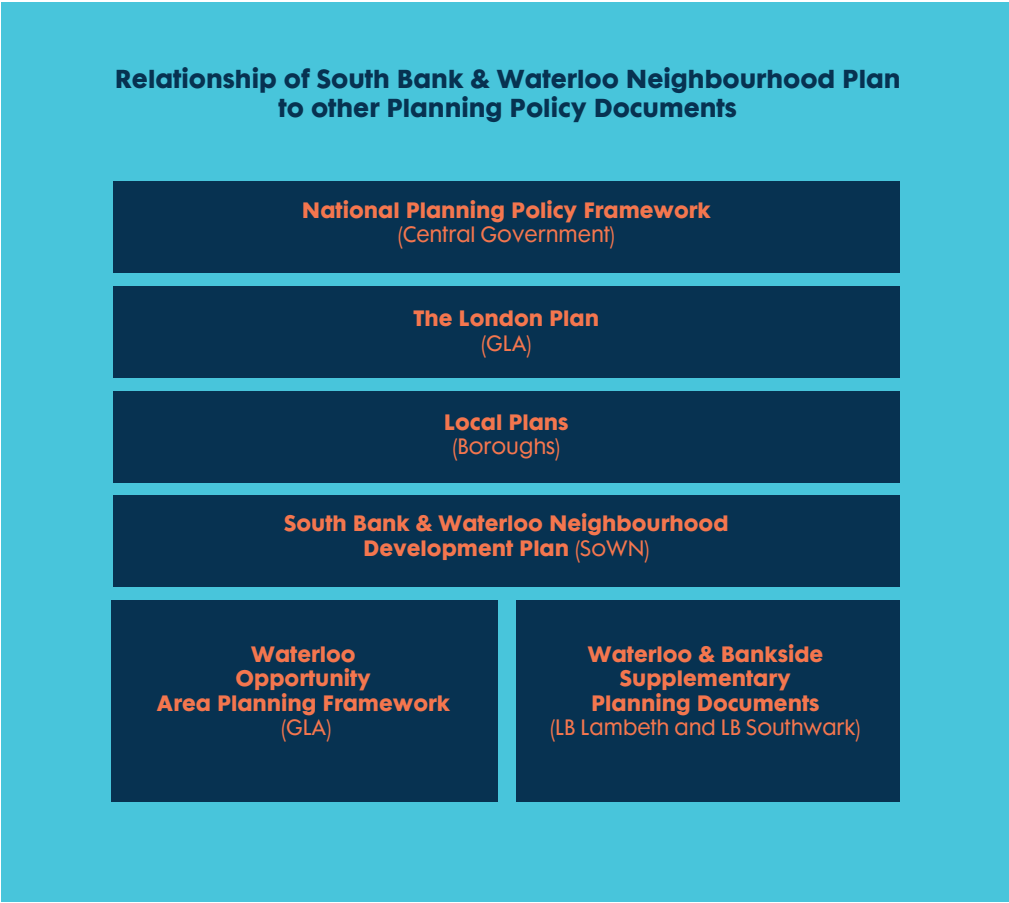 Relationship of South Bank & Waterloo Neighbourhood Plan
to other Planning Policy Documents
National Planning Policy Framework
(Central Government)
The London Plan
(GLA)
Local Plans
(Boroughs)
South Bank & Waterloo Neighbourhood
Development Plan (SoWN)
Waterloo
Opportunity
Area Planning Framework
(GLA)
Waterloo & Bankside
Supplementary
Planning Documents
(LB Lambeth and LB Southwark)